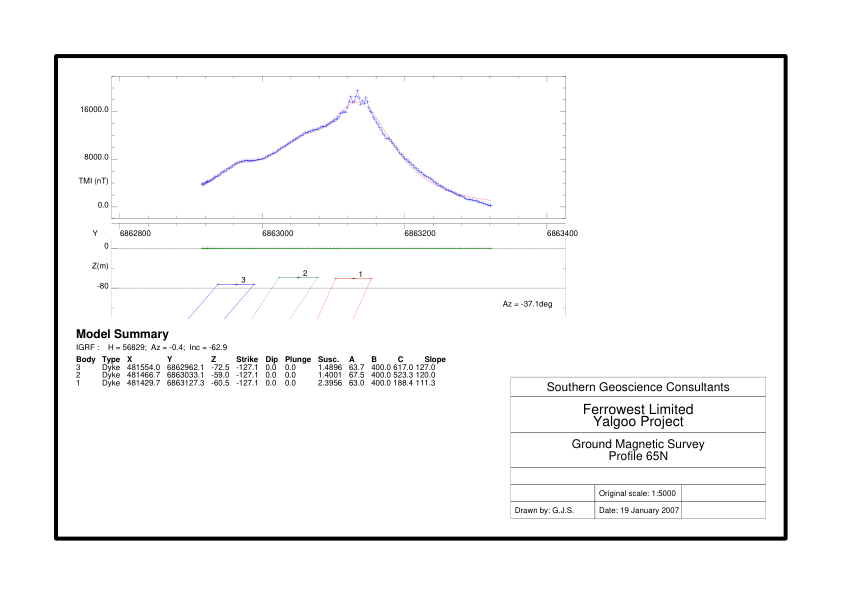 16000.0
8000.0
TMI (nT)
0.0
Y 6862800 6863000 6863200 6863400
0
Z(m)
-80
3
2
1
Az = -37.1deg
Model Summary
IGRF : H = 56829; Az = -0.4; Inc = -62.9
Body Type X Y Z Strike Dip Plunge Susc. A B C Slope
3 Dyke 481554.0 6862962.1 -72.5 -127.1 0.0 0.0 1.4896 63.7 400.0 617.0 127.0
2 Dyke 481466.7 6863033.1 -59.0 -127.1 0.0 0.0 1.4001 67.5 400.0 523.3 120.0
1 Dyke 481429.7 6863127.3 -60.5 -127.1 0.0 0.0 2.3956 63.0 400.0 188.4 111.3
Southern Geoscience Consultants
Ferrowest Limited
Yalgoo Project
Ground Magnetic Survey
Profile 65N
Original scale: 1:5000
Drawn by: G.J.S. Date: 19 January 2007